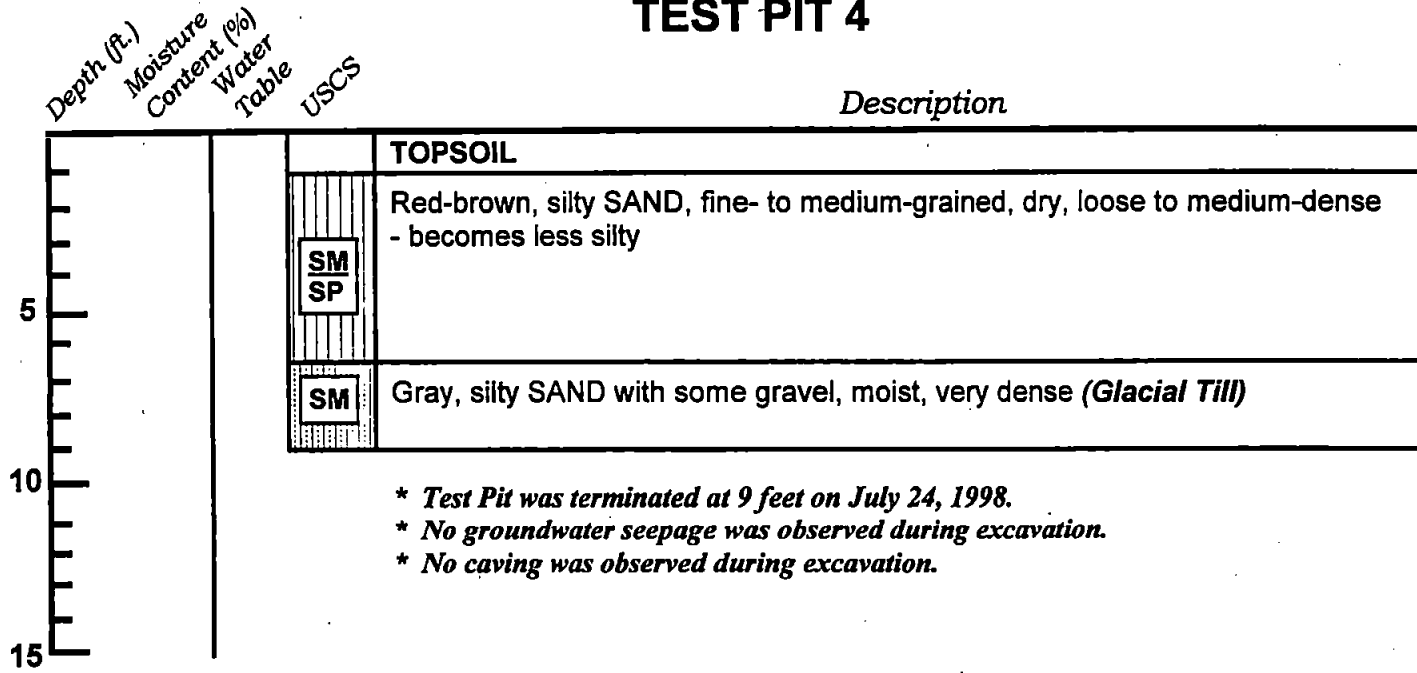 TEST PIT 4
Depth (ft.)
Moisture
Content (%)
Water
Table
USCS
Description
TOPSOIL
Red-brown, silty SAND, fine- to medium-grained, dry, loose to medium-dense
- becomes less silty
SM
SP
5
Gray, silty SAND with some gravel, moist, very dense (Glacial Till)
SM
10
* Test Pit was terminated at 9 feet on July 24, 1998.
* No groundwater seepage was observed during excavation.
* No caving was observed during excavation.
15